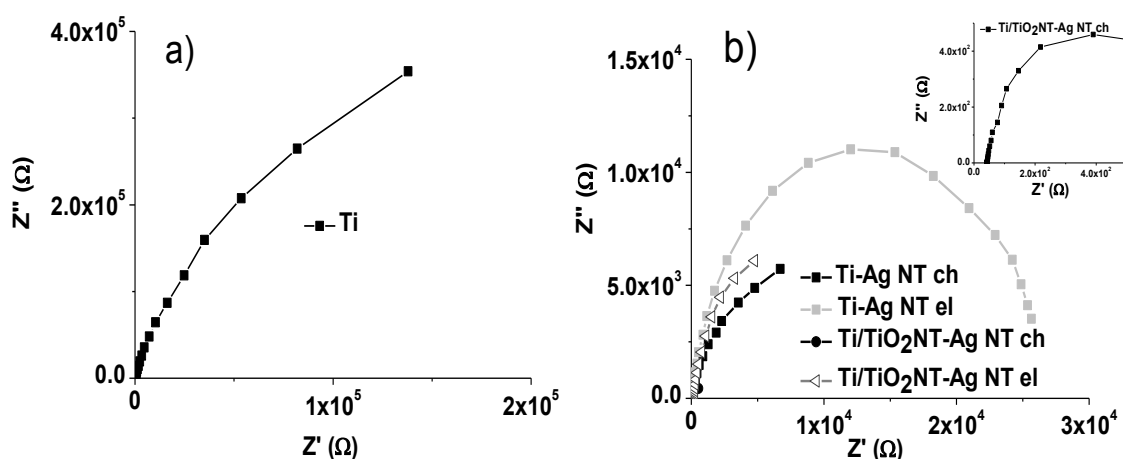 a)
4.0x10⁵
2.0x10⁵
0.0
Z'' (Ω)
Ti
0
1x10⁵
2x10⁵
Z' (Ω)
b)
1.5x10⁴
1.0x10⁴
5.0x10³
0.0
Z'' (Ω)
Ti-Ag NT ch
Ti-Ag NT el
Ti/TiO₂NT-Ag NT ch
Ti/TiO₂NT-Ag NT el
0
1x10⁴
2x10⁴
3x10⁴
Z' (Ω)
Ti/TiO₂NT-Ag NT ch
4.0x10²
2.0x10²
0.0
Z'' (Ω)
0.0
2.0x10²
4.0x10²
Z' (Ω)